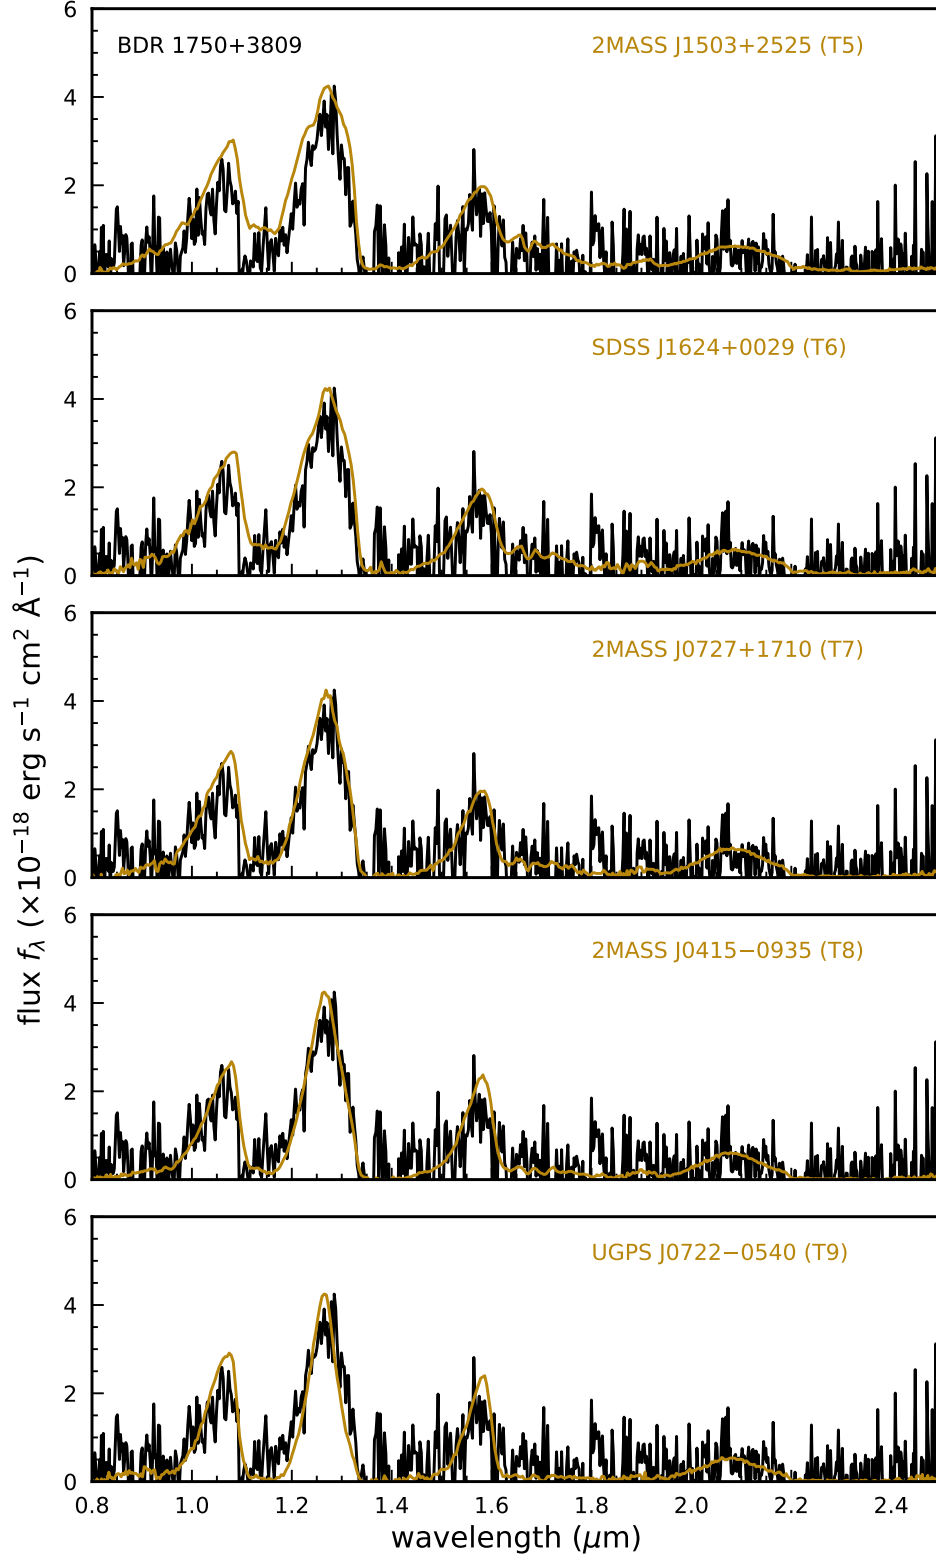 6
BDR 1750+3809
2MASS J1503+2525 (T5)
4
2
0
6
SDSS J1624+0029 (T6)
4
2
0
6
2MASS J0727+1710 (T7)
4
2
0
6
2MASS J0415−0935 (T8)
4
2
0
6
UGPS J0722−0540 (T9)
4
2
0
0.8 1.0 1.2 1.4 1.6 1.8 2.0 2.2 2.4
wavelength (μm)
flux fλ (×10⁻¹⁸ erg s⁻¹ cm² Å⁻¹)